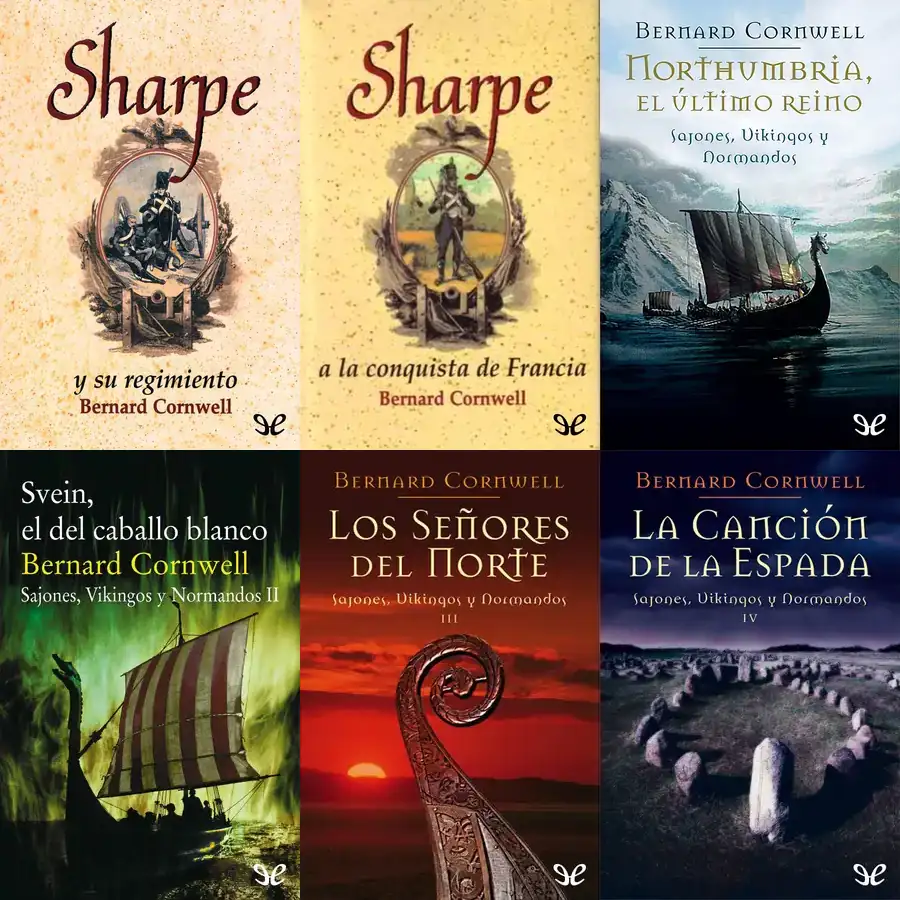 Sharpe
y su regimiento
Bernard Cornwell
Sharpe
a la conquista de Francia
Bernard Cornwell
Bernard Cornwell
Northumbria,
el último reino
Sajones, Vikingos y
Normandos
Svein,
el del caballo blanco
Bernard Cornwell
Sajones, Vikingos y Normandos II
Bernard Cornwell
Los Señores
del Norte
Sajones, Vikingos y Normandos
III
Bernard Cornwell
La Canción
de la Espada
Sajones, Vikingos y Normandos
IV